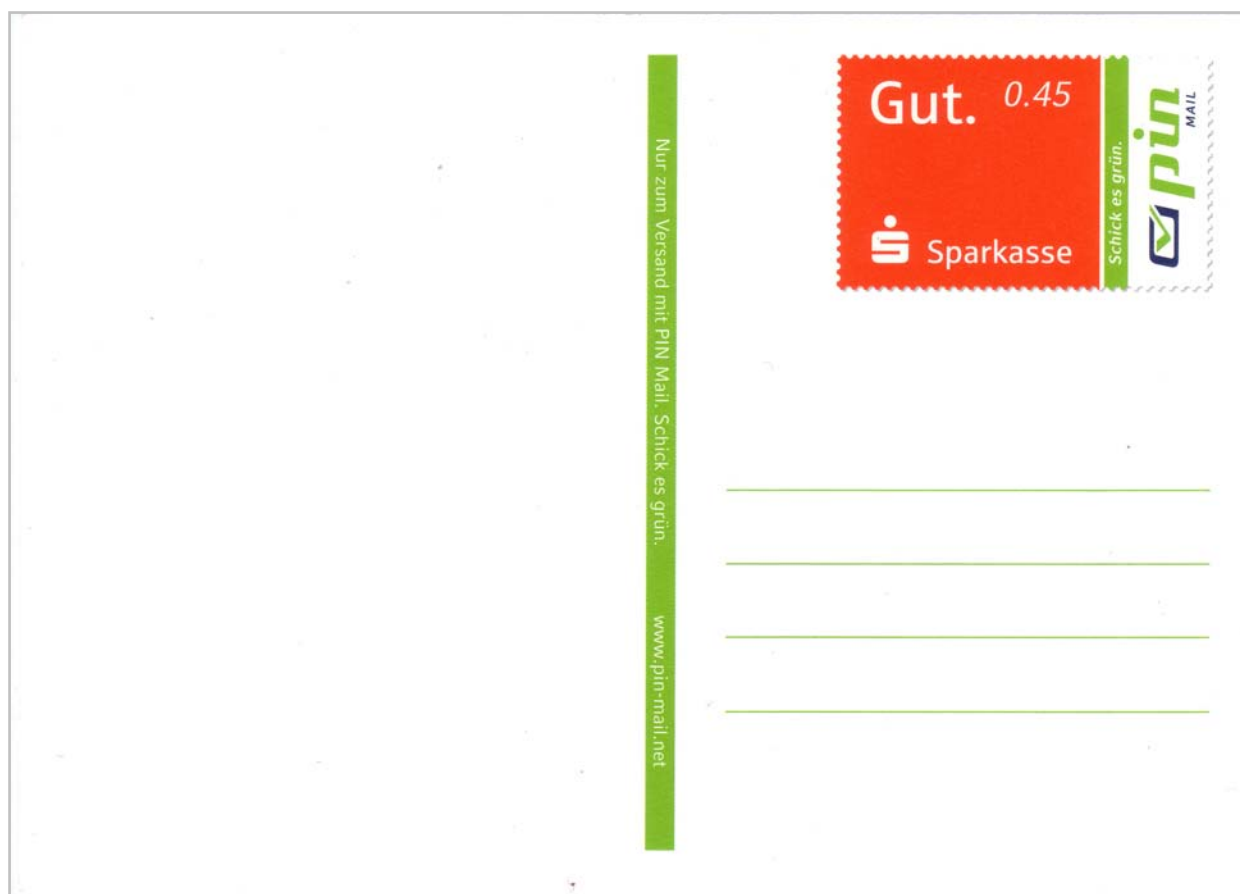 Gut. 0.45
Sparkasse
Schick es grün.
pin
MAIL
Nur zum Versand mit PIN Mail. Schick es grün. www.pin-mail.net